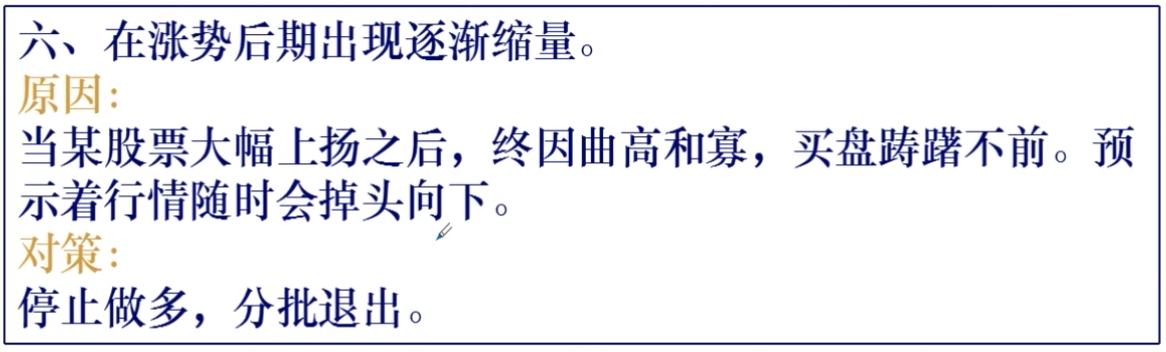 六、在涨势后期出现逐渐缩量。
原因：
当某股票大幅上扬之后，终因曲高和寡，买盘踌躇不前。预
示着行情随时会掉头向下。
对策：
停止做多，分批退出。